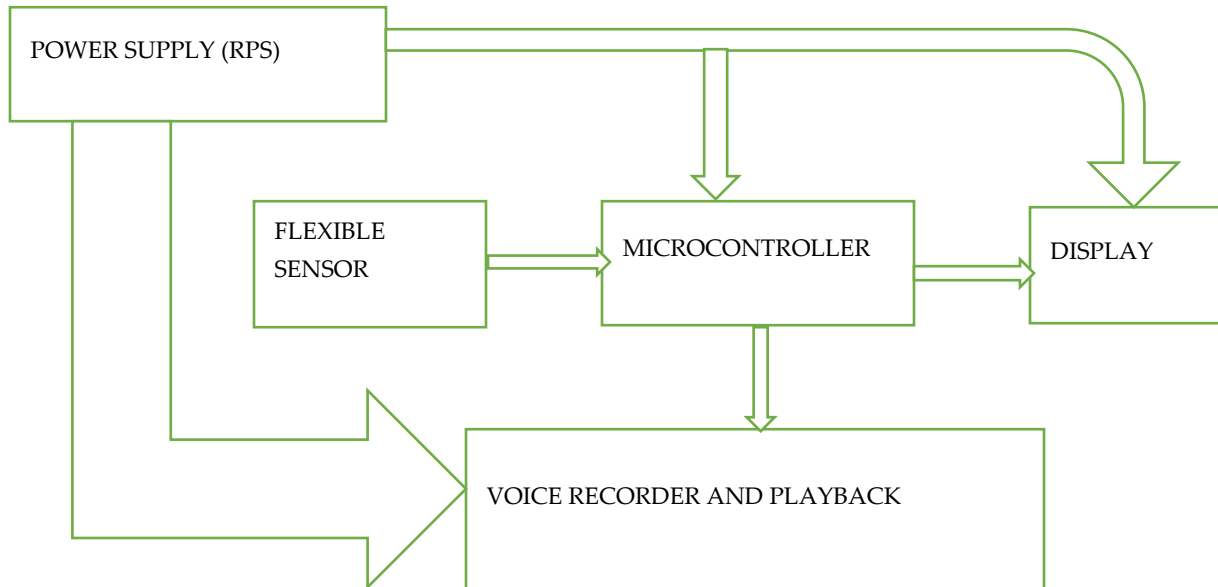 POWER SUPPLY (RPS)
FLEXIBLE
SENSOR
MICROCONTROLLER
DISPLAY
VOICE RECORDER AND PLAYBACK